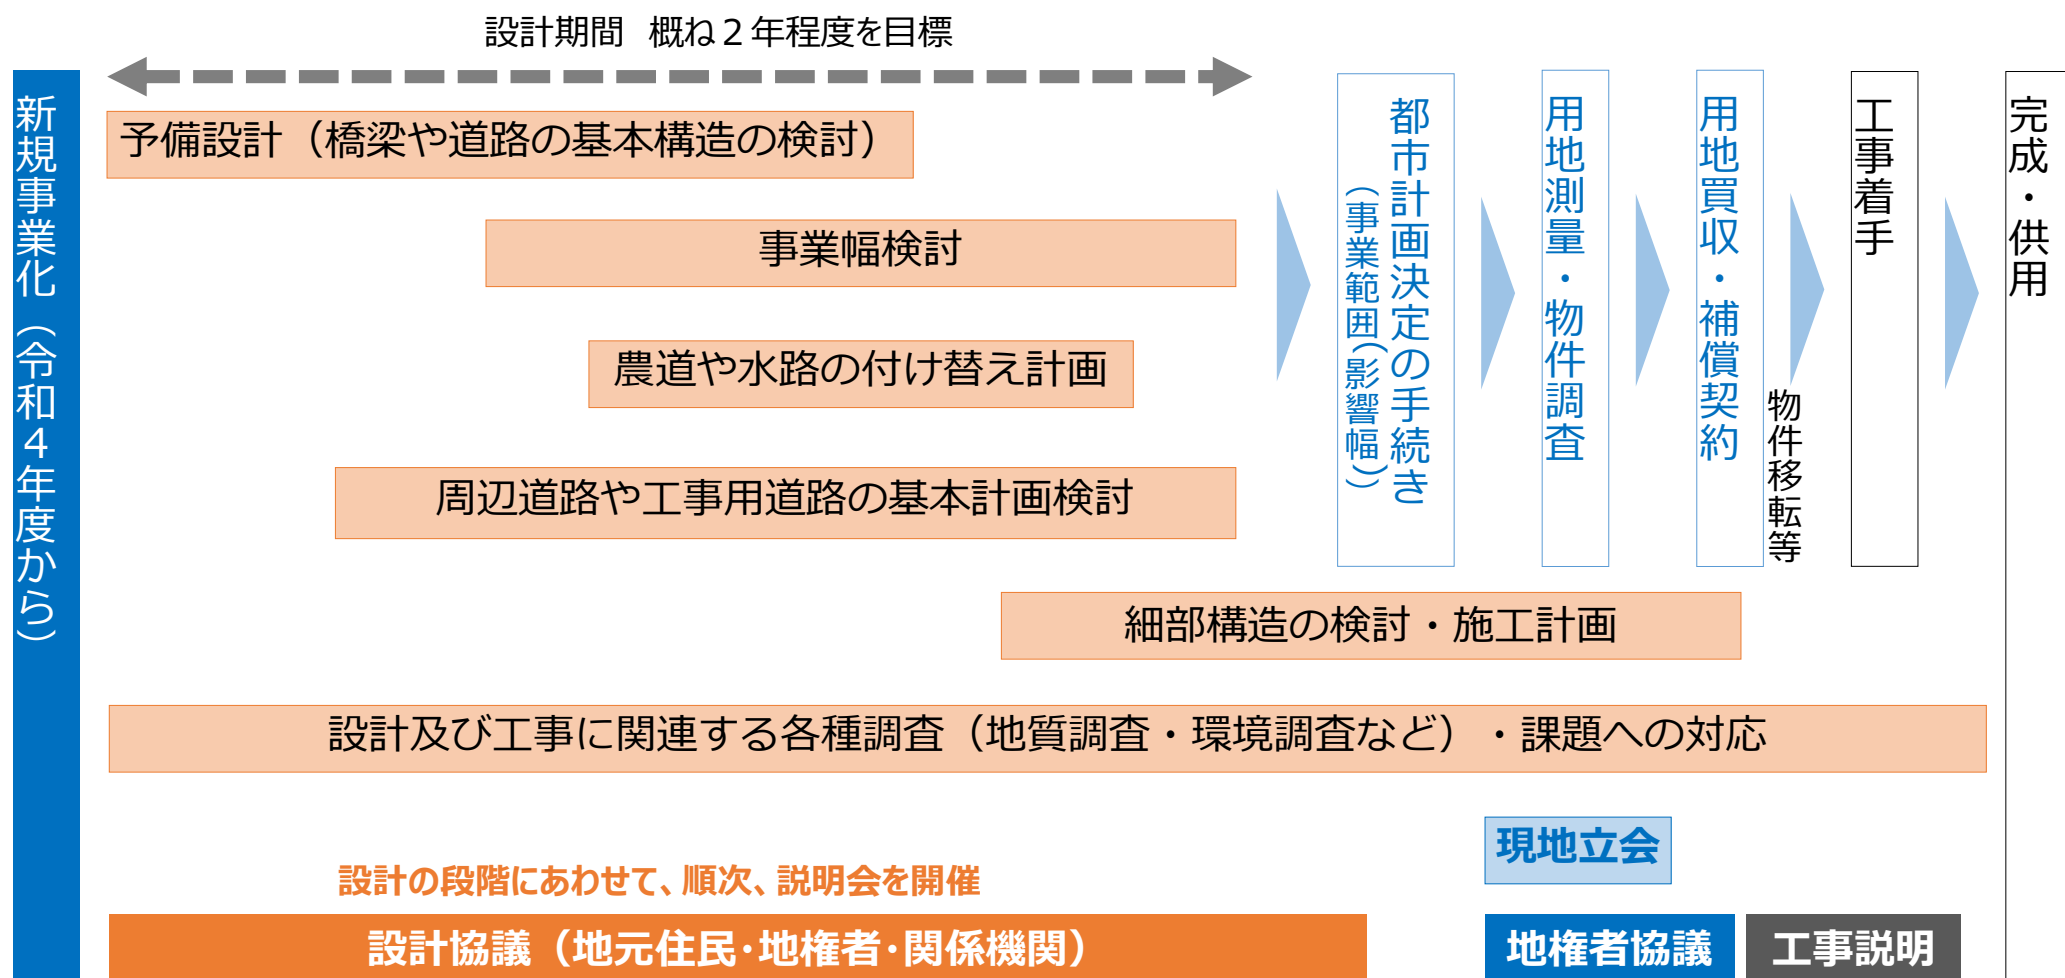 設計期間 概ね２年程度を目標
新規事業化（令和４年度から）
予備設計（橋梁や道路の基本構造の検討）
事業幅検討
農道や水路の付け替え計画
周辺道路や工事用道路の基本計画検討
都市計画決定の手続き
（事業範囲（影響幅））
用地測量・物件調査
用地買収・補償契約
物件移転等
工事着手
完成・供用
細部構造の検討・施工計画
設計及び工事に関連する各種調査（地質調査・環境調査など）・課題への対応
現地立会
設計の段階にあわせて、順次、説明会を開催
設計協議（地元住民･地権者･関係機関）
地権者協議
工事説明